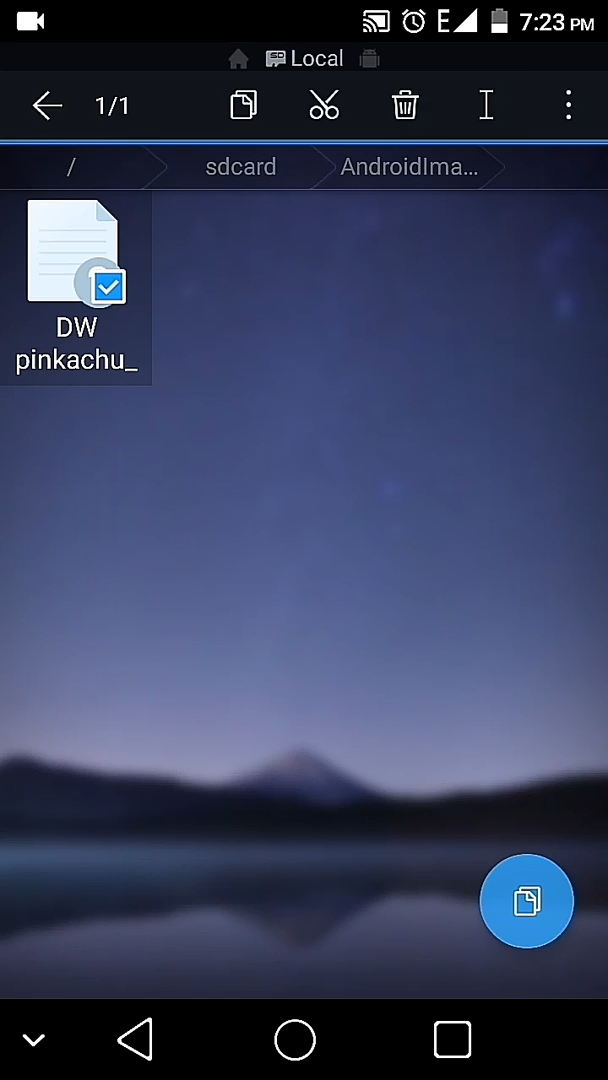 E 7:23 PM
Local
1/1
/ sdcard AndroidIma...
DW
pinkachu_